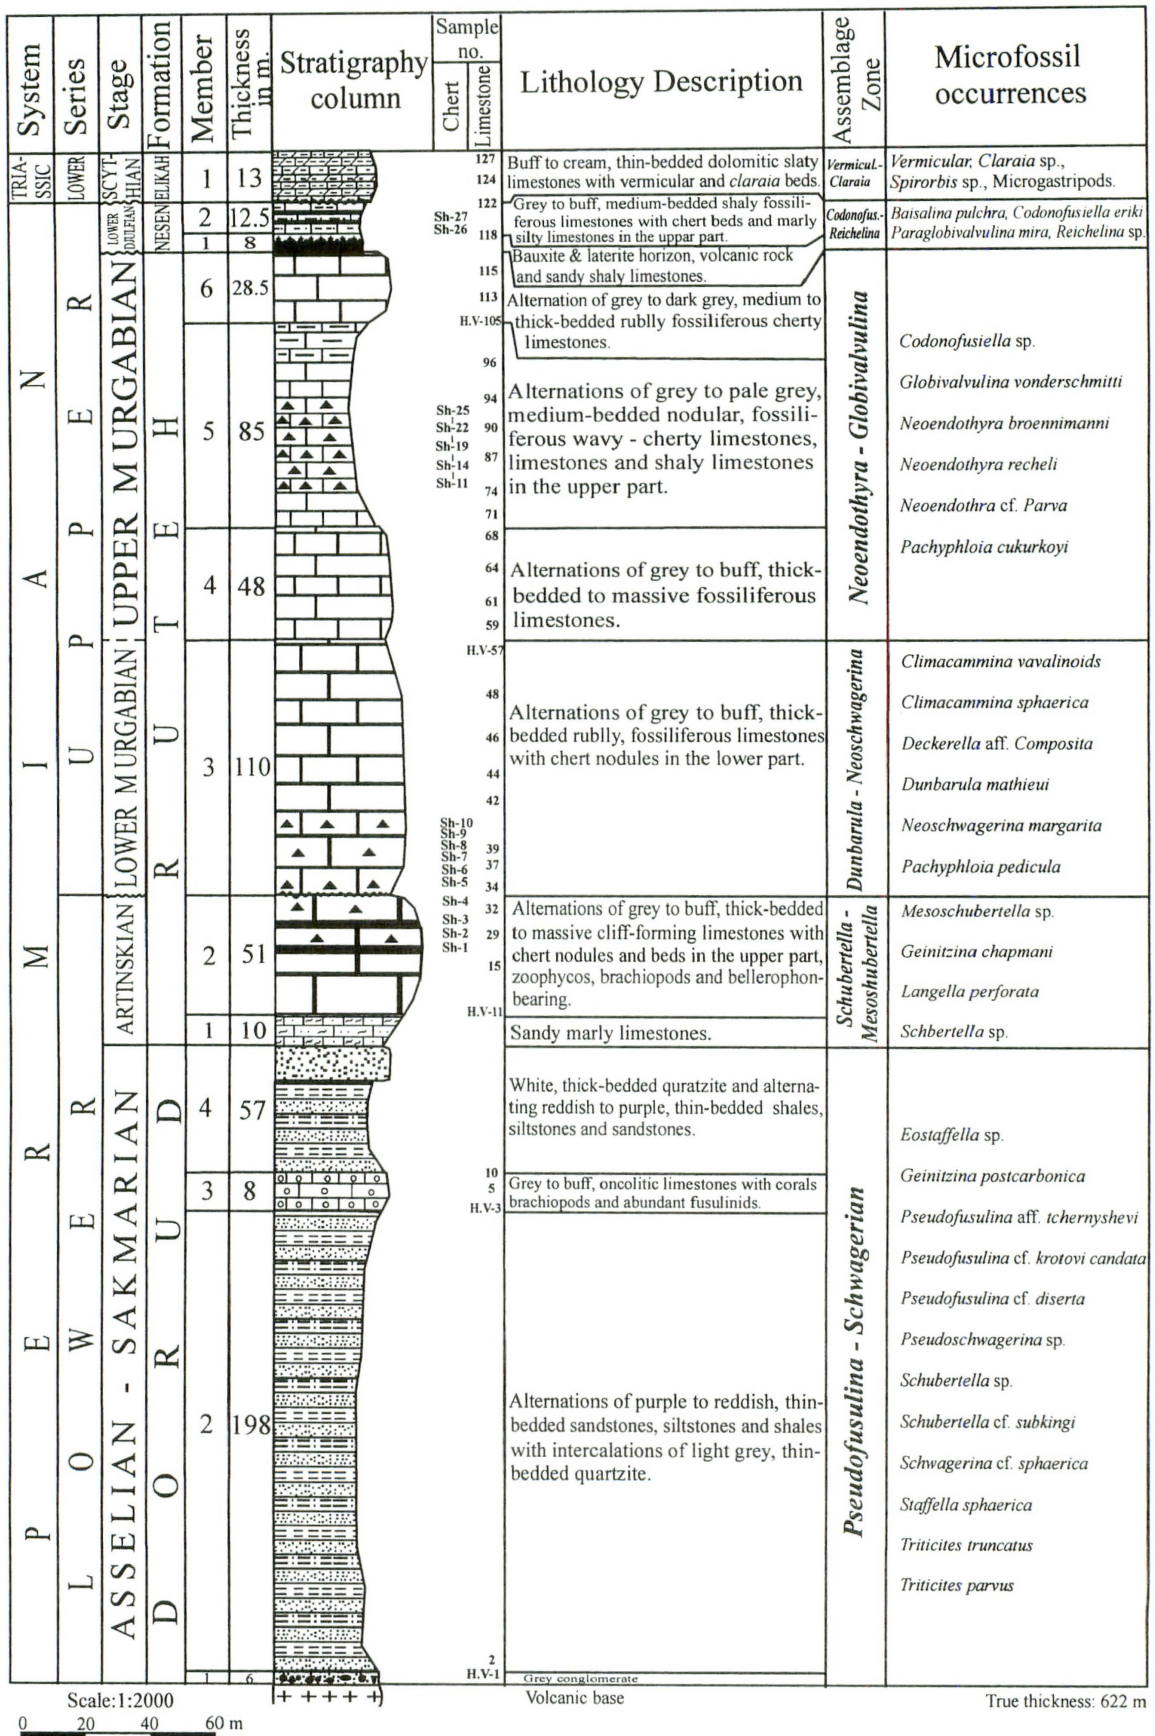 System
Series
Stage
Formation
Member
Thickness
in m.
Stratigraphy
column
Sample
no.
Chert
Limestone
Lithology Description
Assemblage
Zone
Microfossil
occurrences
TRIA-
SSIC
LOWER
SCYT-
HIAN
ELIKAH
1
13
127
124
Buff to cream, thin-bedded dolomitic slaty
limestones with vermicular and claraia beds.
Vermicul.-
Claraia
Vermicular, Claraia sp.,
Spirorbis sp., Microgastripods.
PERMIAN
UPPER
LOWER
DJULFIAN
NESEN
2
12.5
122
Sh-27
Sh-26
118
Grey to buff, medium-bedded shaly fossili-
ferous limestones with chert beds and marly
silty limestones in the uppar part.
Codonofus.-
Reichelina
Baisalina pulchra, Codonofusiella eriki
Paraglobivalvulina mira, Reichelina sp.
1
8
Bauxite & laterite horizon, volcanic rock
and sandy shaly limestones.
UPPER MURGABIAN
RUTEH
6
28.5
115
113
H.V-105
Alternation of grey to dark grey, medium to
thick-bedded rublly fossiliferous cherty
limestones.
5
85
96
94
Sh-25
Sh-22
90
Sh-19
87
Sh-14
Sh-11
74
71
Alternations of grey to pale grey,
medium-bedded nodular, fossili-
ferous wavy - cherty limestones,
limestones and shaly limestones
in the upper part.
4
48
68
64
61
59
Alternations of grey to buff, thick-
bedded to massive fossiliferous
limestones.
Neoendothyra - Globivalvulina
Codonofusiella sp.
Globivalvulina vonderschmitti
Neoendothyra broennimanni
Neoendothyra recheli
Neoendothra cf. Parva
Pachyphloia cukurkoyi
LOWER MURGABIAN
3
110
H.V-57
48
46
44
42
Sh-10
Sh-9
Sh-8
39
Sh-7
37
Sh-6
Sh-5
34
Alternations of grey to buff, thick-
bedded rublly, fossiliferous limestones
with chert nodules in the lower part.
Dunbarula - Neoschwagerina
Climacammina vavalinoids
Climacammina sphaerica
Deckerella aff. Composita
Dunbarula mathieui
Neoschwagerina margarita
Pachyphloia pedicula
LOWER
ARTINSKIAN
2
51
Sh-4
32
Sh-3
Sh-2
29
Sh-1
15
H.V-11
Alternations of grey to buff, thick-bedded
to massive cliff-forming limestones with
chert nodules and beds in the upper part,
zoophycos, brachiopods and bellerophon-
bearing.
1
10
Sandy marly limestones.
Schubertella -
Mesoshubertella
Mesoschubertella sp.
Geinitzina chapmani
Langella perforata
Schbertella sp.
ASSELIAN - SAKMARIAN
DORUD
4
57
White, thick-bedded quratzite and alterna-
ting reddish to purple, thin-bedded shales,
siltstones and sandstones.
3
8
10
5
H.V-3
Grey to buff, oncolitic limestones with corals
brachiopods and abundant fusulinids.
2
198
Alternations of purple to reddish, thin-
bedded sandstones, siltstones and shales
with intercalations of light grey, thin-
bedded quartzite.
2
H.V-1
1
6
Grey conglomerate
Pseudofusulina - Schwagerian
Eostaffella sp.
Geinitzina postcarbonica
Pseudofusulina aff. tchernyshevi
Pseudofusulina cf. krotovi candata
Pseudofusulina cf. diserta
Pseudoschwagerina sp.
Schubertella sp.
Schubertella cf. subkingi
Schwagerina cf. sphaerica
Staffella sphaerica
Triticites truncatus
Triticites parvus
Volcanic base
True thickness: 622 m
Scale:1:2000
0 20 40 60 m